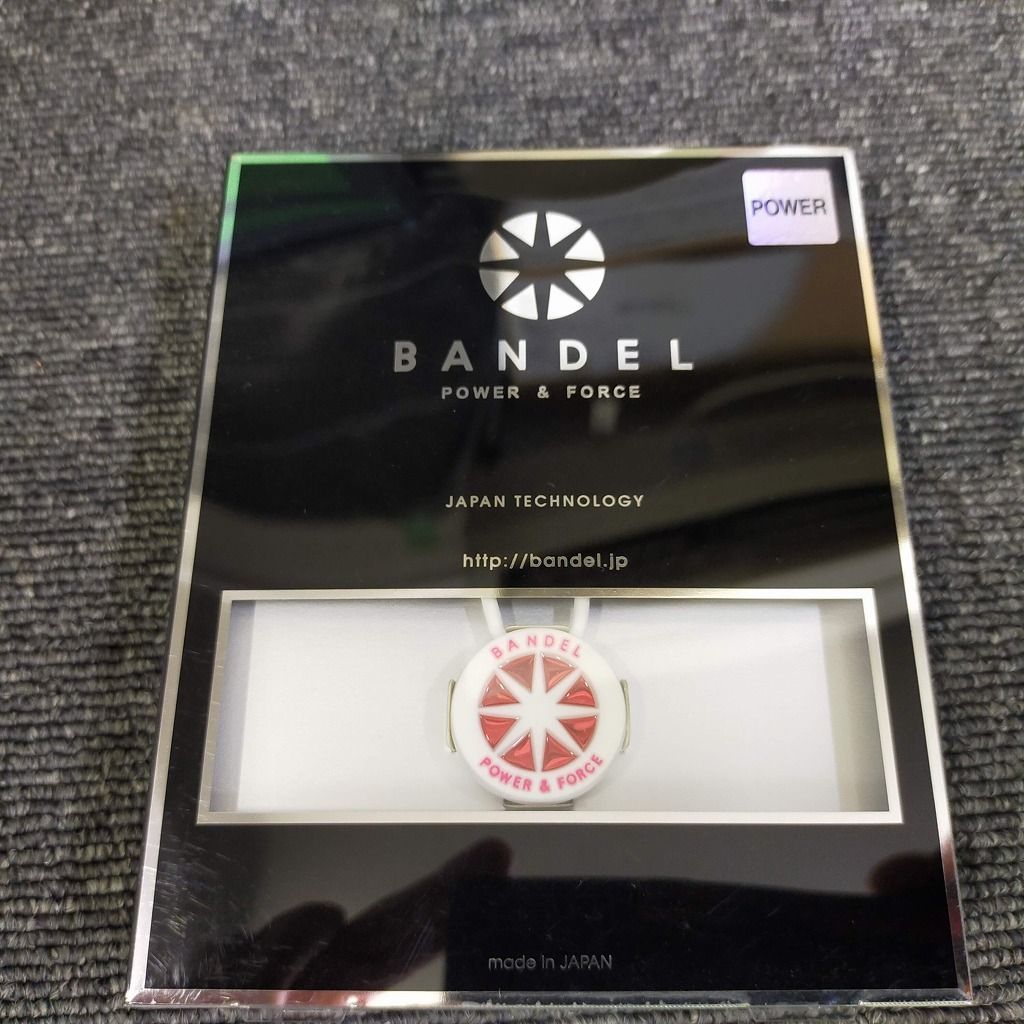 POWER
BANDEL
POWER & FORCE
JAPAN TECHNOLOGY
http://bandel.jp
BANDEL
POWER & FORCE
made in JAPAN